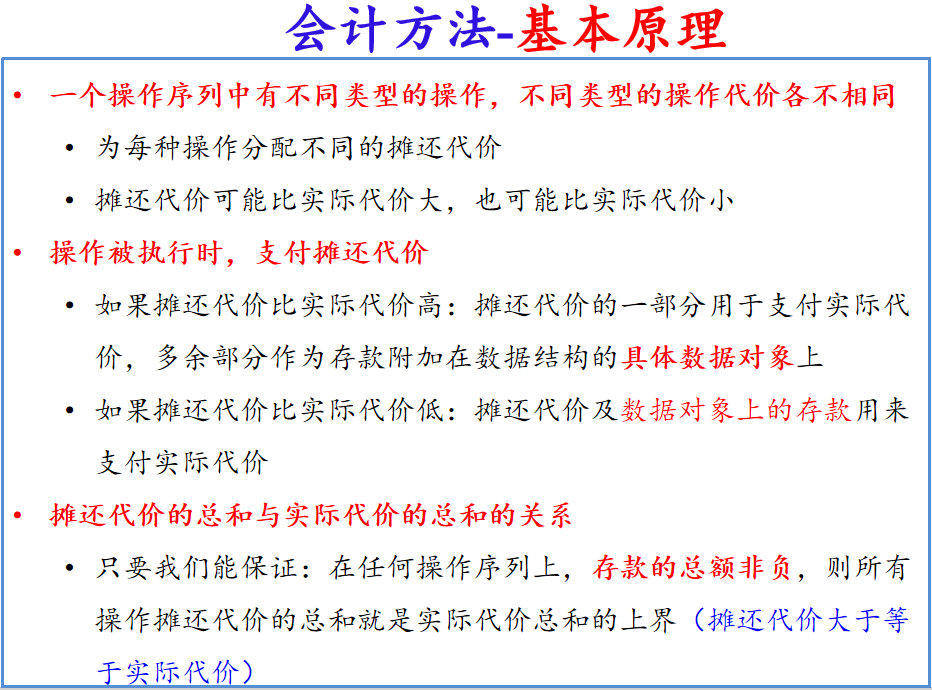 会计方法-基本原理
• 一个操作序列中有不同类型的操作，不同类型的操作代价各不相同
• 为每种操作分配不同的摊还代价
• 摊还代价可能比实际代价大，也可能比实际代价小
• 操作被执行时，支付摊还代价
• 如果摊还代价比实际代价高：摊还代价的一部分用于支付实际代
价，多余部分作为存款附加在数据结构的具体数据对象上
• 如果摊还代价比实际代价低：摊还代价及数据对象上的存款用来
支付实际代价
• 摊还代价的总和与实际代价的总和的关系
• 只要我们能保证：在任何操作序列上，存款的总额非负，则所有
操作摊还代价的总和就是实际代价总和的上界（摊还代价大于等
于实际代价）